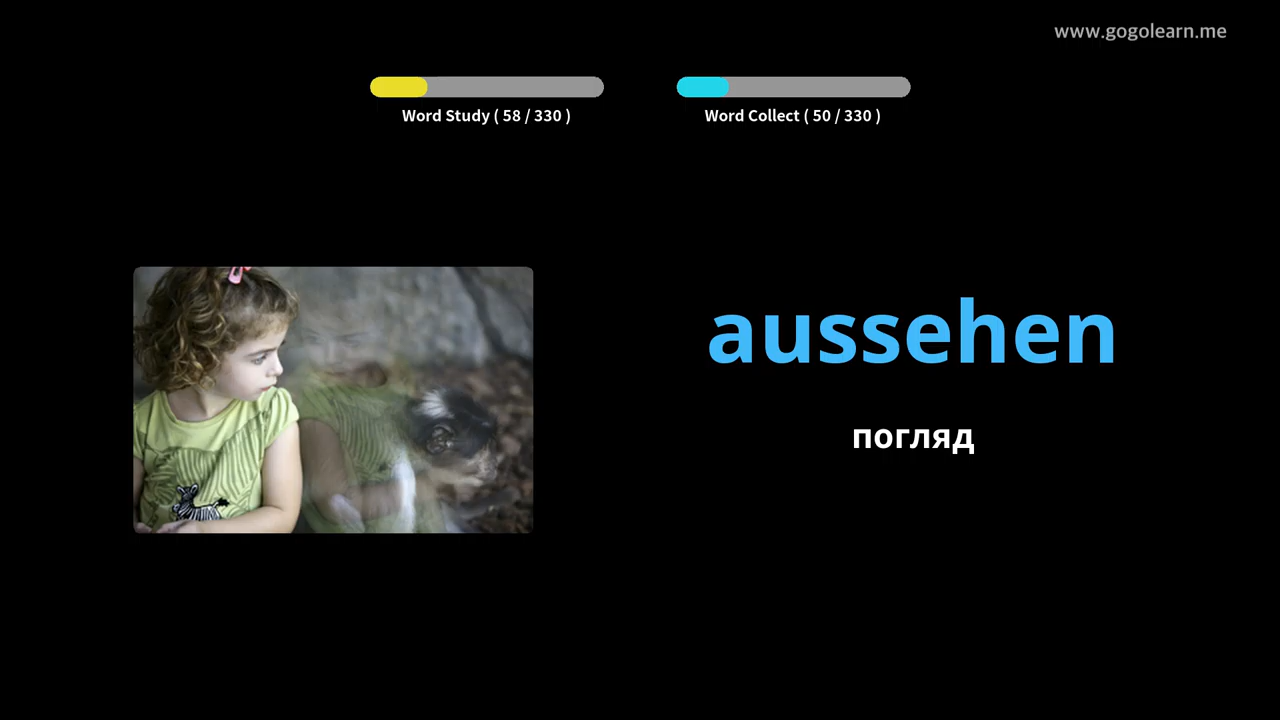 www.gogolearn.me
Word Study ( 58 / 330 )
Word Collect ( 50 / 330 )
aussehen
погляд